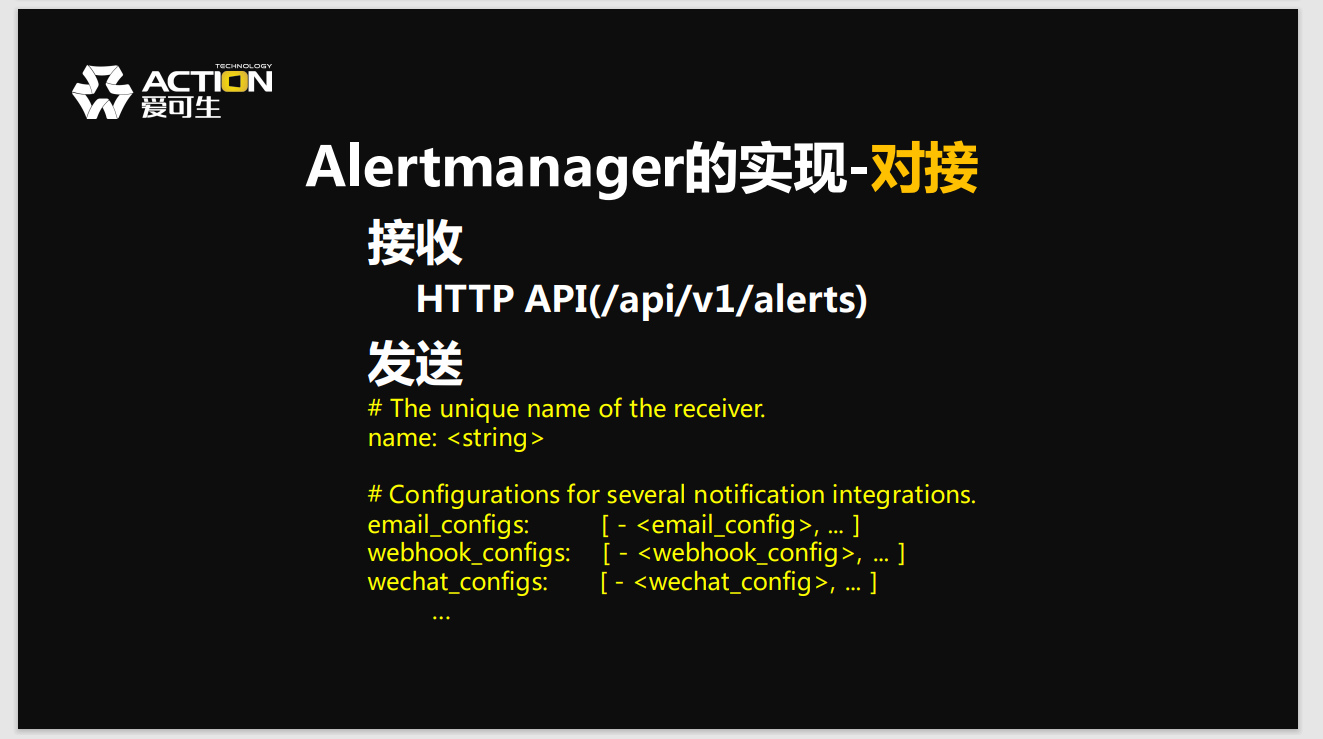 TECHNOLOGY
ACTION
爱可生
Alertmanager的实现-对接
接收
HTTP API(/api/v1/alerts)
发送
# The unique name of the receiver.
name: <string>
# Configurations for several notification integrations.
email_configs: [ - <email_config>, ... ]
webhook_configs: [ - <webhook_config>, ... ]
wechat_configs: [ - <wechat_config>, ... ]
...